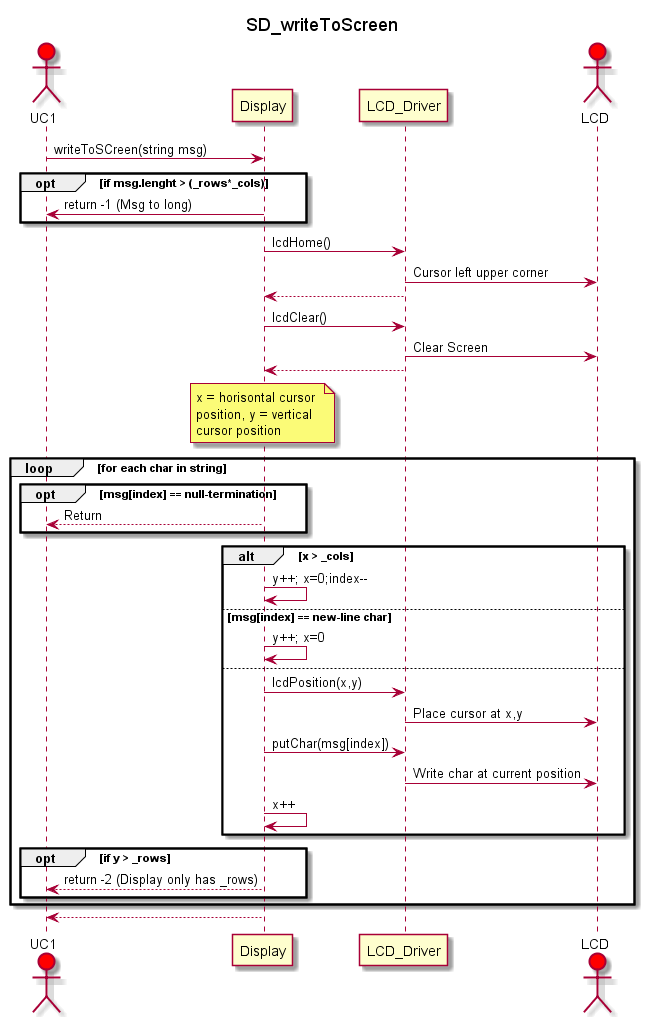 SD_writeToScreen
UC1
Display
LCD_Driver
LCD
writeToSCreen(string msg)
opt
[if msg.lenght > (_rows*_cols)]
return -1 (Msg to long)
lcdHome()
Cursor left upper corner
lcdClear()
Clear Screen
x = horisontal cursor
position, y = vertical
cursor position
loop
[for each char in string]
opt
[msg[index] == null-termination]
Return
alt
[x > _cols]
y++; x=0;index--
[msg[index] == new-line char]
y++; x=0
lcdPosition(x,y)
Place cursor at x,y
putChar(msg[index])
Write char at current position
x++
opt
[if y > _rows]
return -2 (Display only has _rows)
UC1
Display
LCD_Driver
LCD